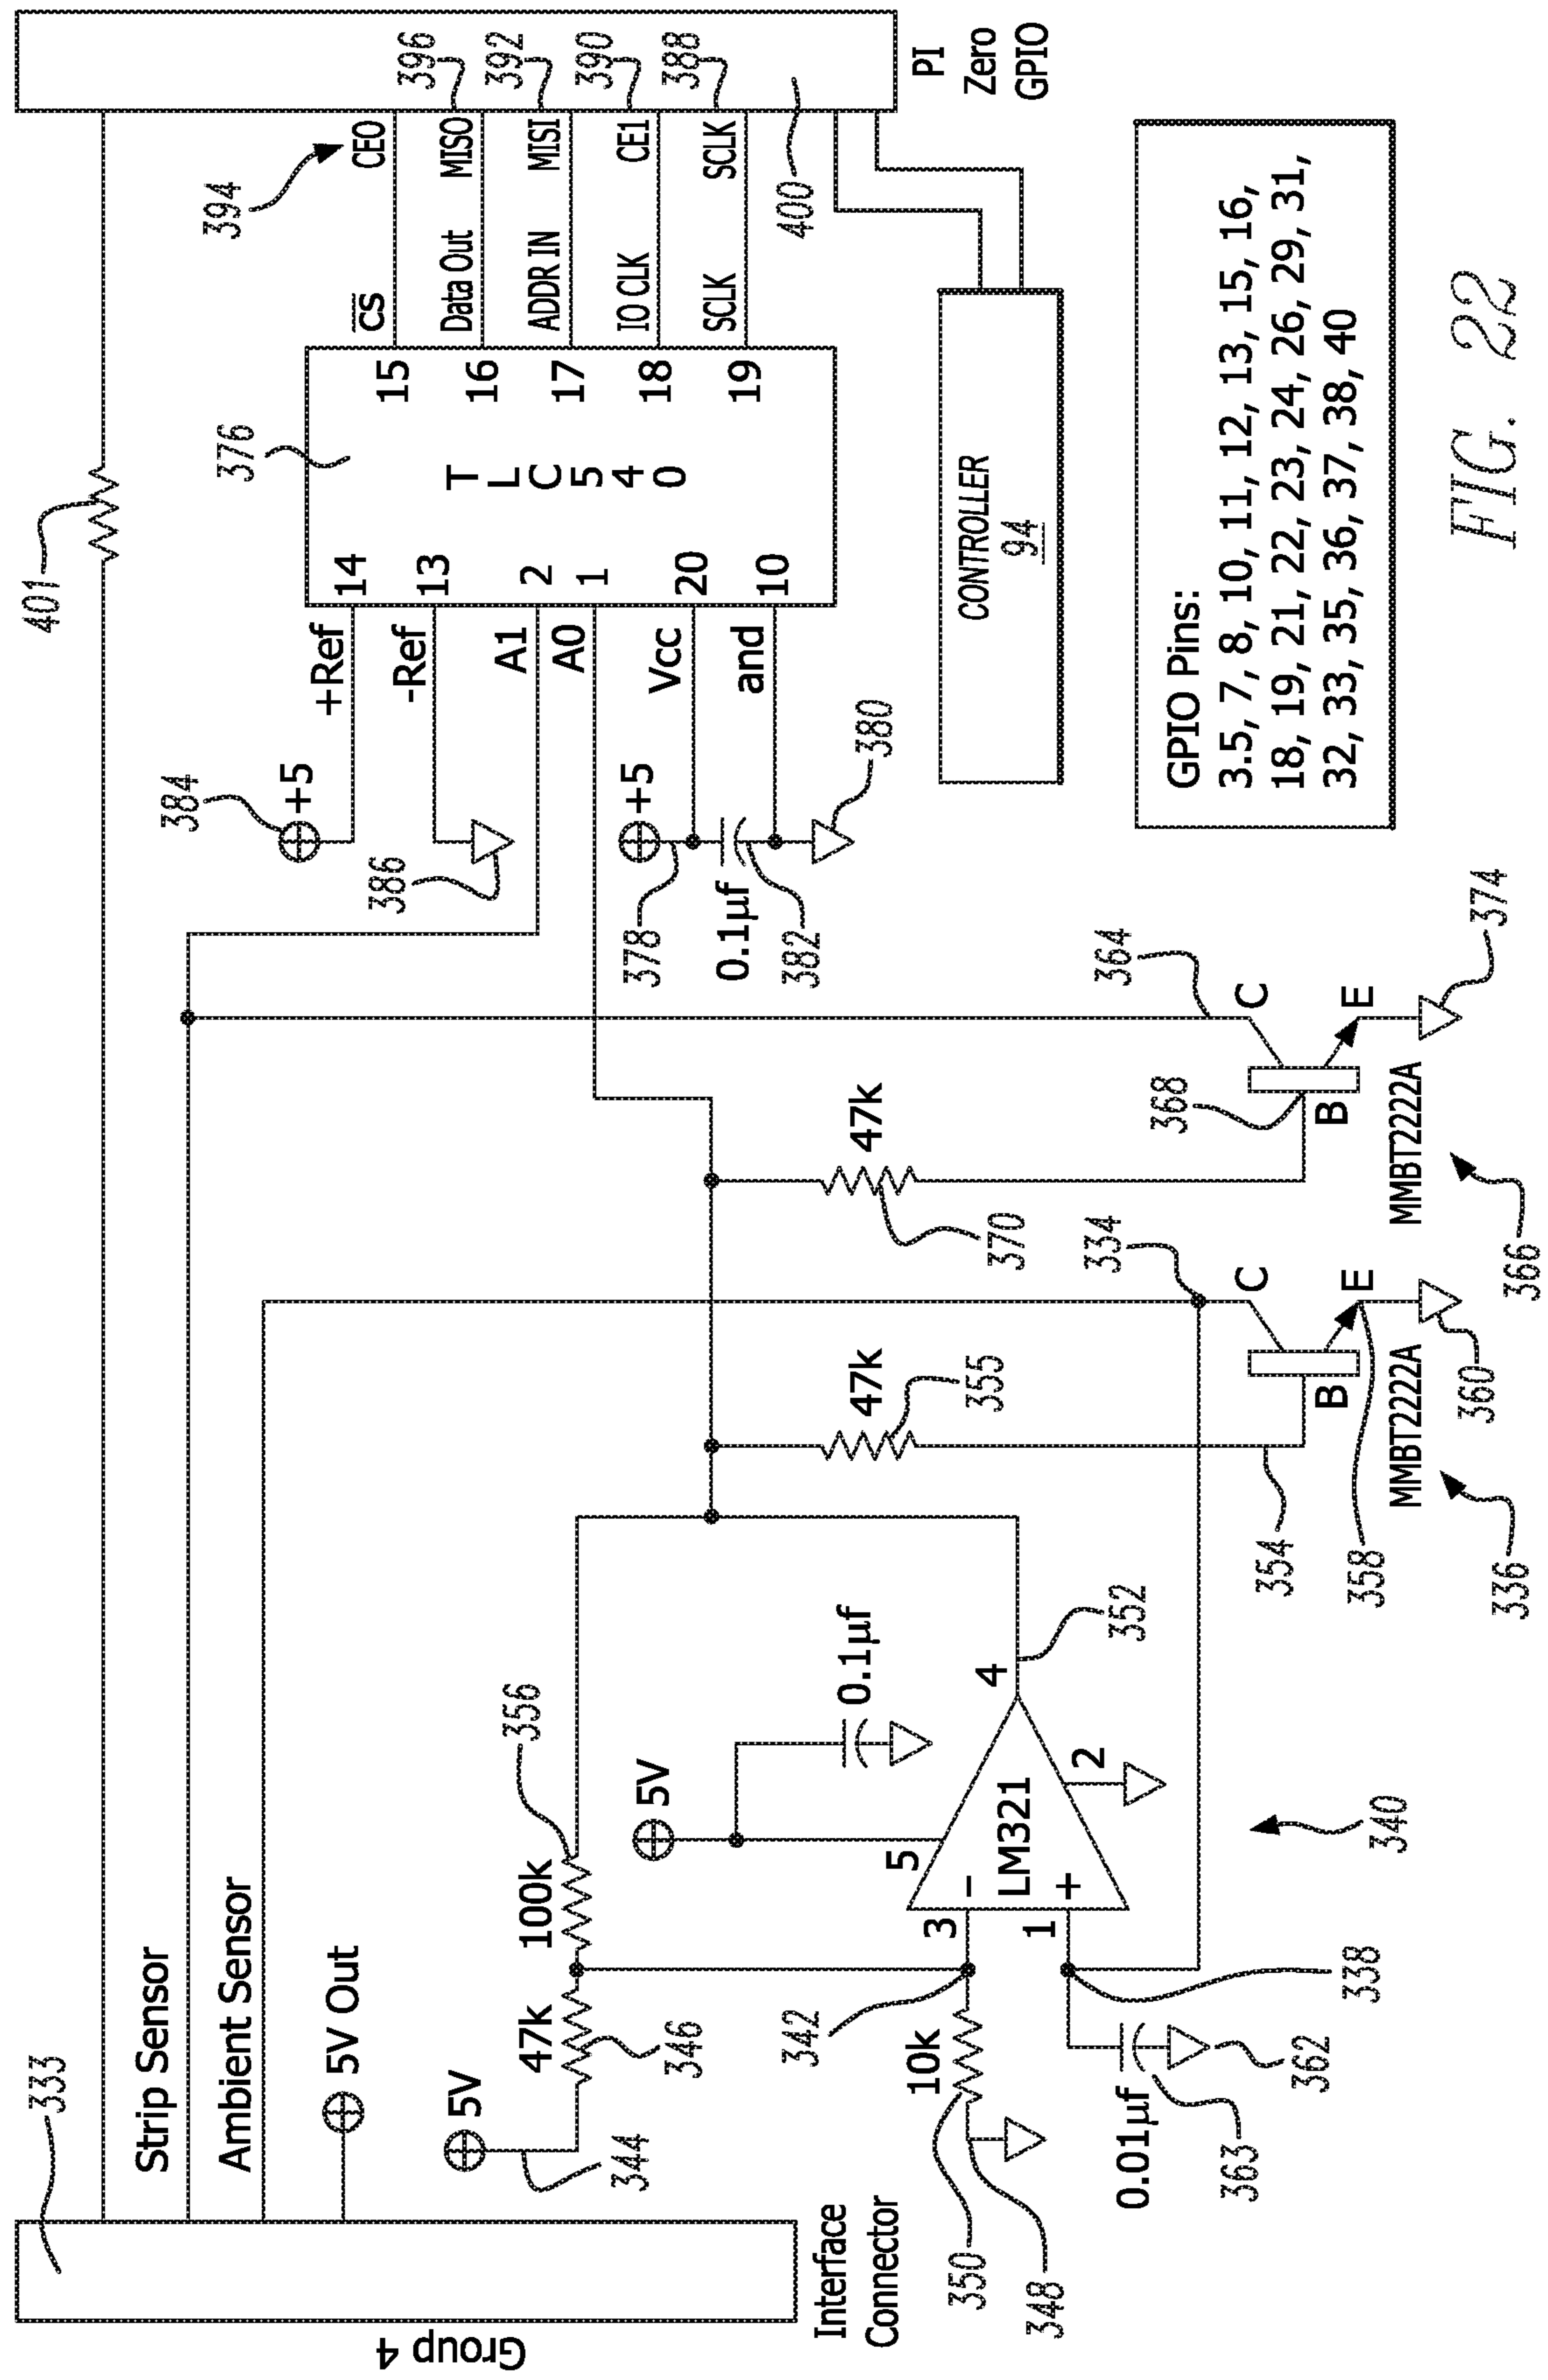 333
Group 4
Interface
Connector
Strip Sensor
Ambient Sensor
5V Out
401
5V
344
47k
346
100k
356
342
10k
350
348
3
−
1
+
LM321
5
4
2
5V
0.1µf
352
338
0.01µf
363
362
340
47k
355
354
334
C
B
E
358
MMBT2222A
360
336
47k
370
368
364
C
B
E
MMBT2222A
374
366
384
+5
+Ref
14
386
-Ref
13
A1
2
A0
1
+5
378
Vcc
20
0.1µf
382
and
10
380
376
T
L
C
5
4
0
15
CS
CEO
394
16
Data Out
MISO
396
17
ADDR IN
MISI
392
18
IO CLK
CE1
390
19
SCLK
SCLK
388
400
PI
Zero
GPIO
CONTROLLER
94
GPIO Pins:
3.5, 7, 8, 10, 11, 12, 13, 15, 16,
18, 19, 21, 22, 23, 24, 26, 29, 31,
32, 33, 35, 36, 37, 38, 40
FIG. 22